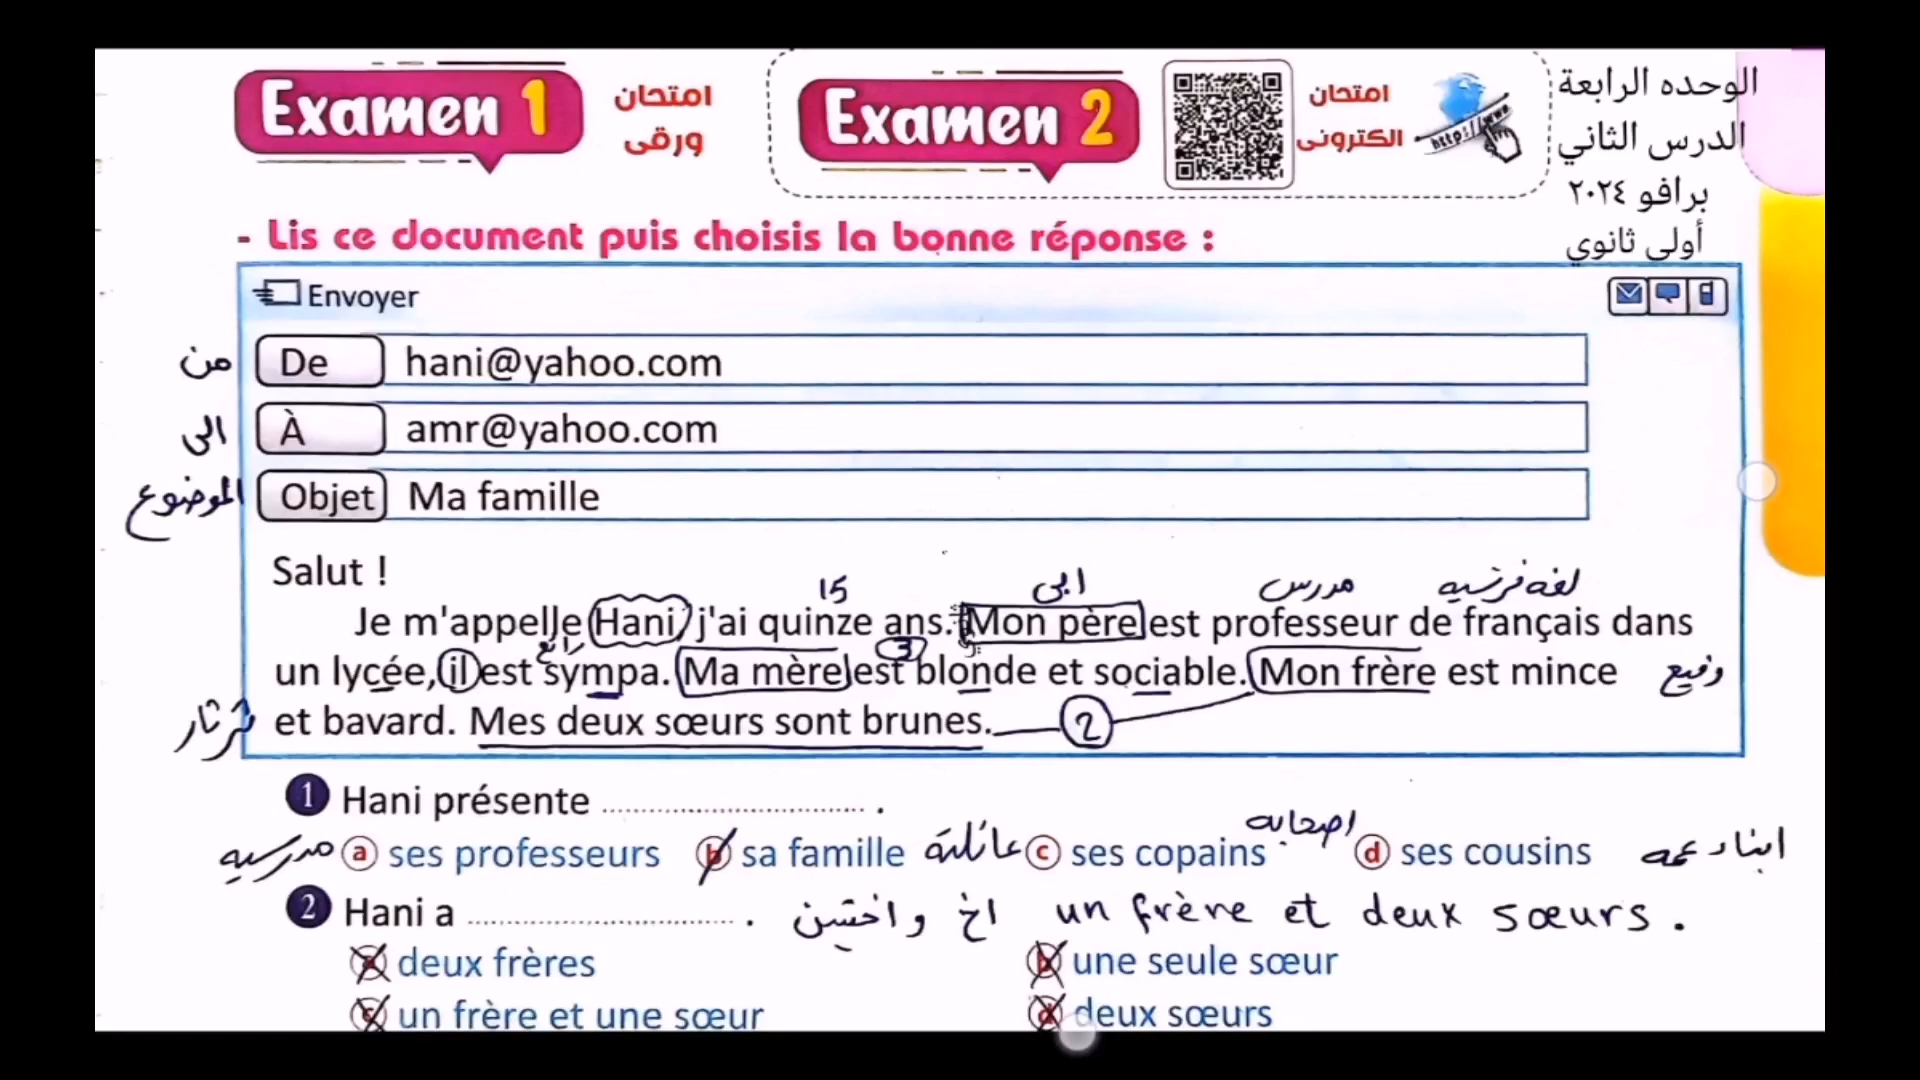 Examen 1
امتحان
ورقى
Examen 2
امتحان
الكترونى
http://www
الوحده الرابعة
الدرس الثاني
برافو ٢٠٢٤
أولى ثانوي
- Lis ce document puis choisis la bonne réponse :
Envoyer
من
De hani@yahoo.com
الى
À amr@yahoo.com
الموضوع
Objet Ma famille
Salut !
15 ابى مدرس لغه فرنسيه
Je m'appelle Hani, j'ai quinze ans. Mon père est professeur de français dans
رائع 3
un lycée, il est sympa. Ma mère est blonde et sociable. Mon frère est mince رفيع
ثرثار et bavard. Mes deux sœurs sont brunes. 2
1 Hani présente .............................. .
مدرسيه a ses professeurs b sa famille عائلته c ses copains اصحابه d ses cousins ابناء عمه
2 Hani a .............................. . اخ واختين un frère et deux sœurs.
a deux frères b une seule sœur
c un frère et une sœur d deux sœurs